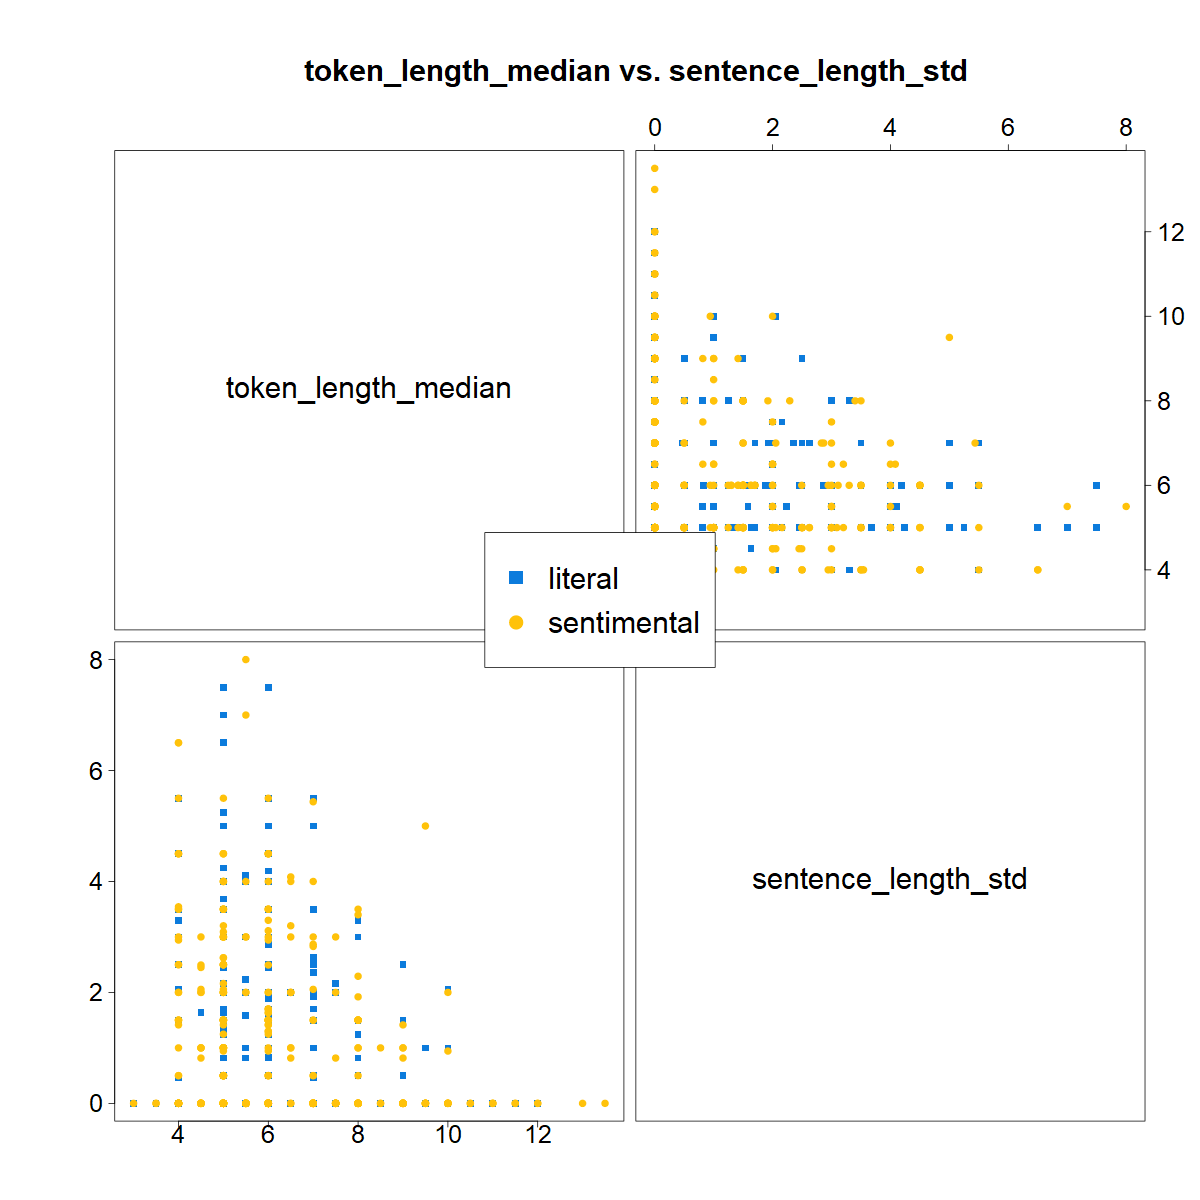 token_length_median vs. sentence_length_std
0 2 4 6 8
token_length_median
12
10
8
6
4
literal
sentimental
8
6
4
2
0
sentence_length_std
4 6 8 10 12